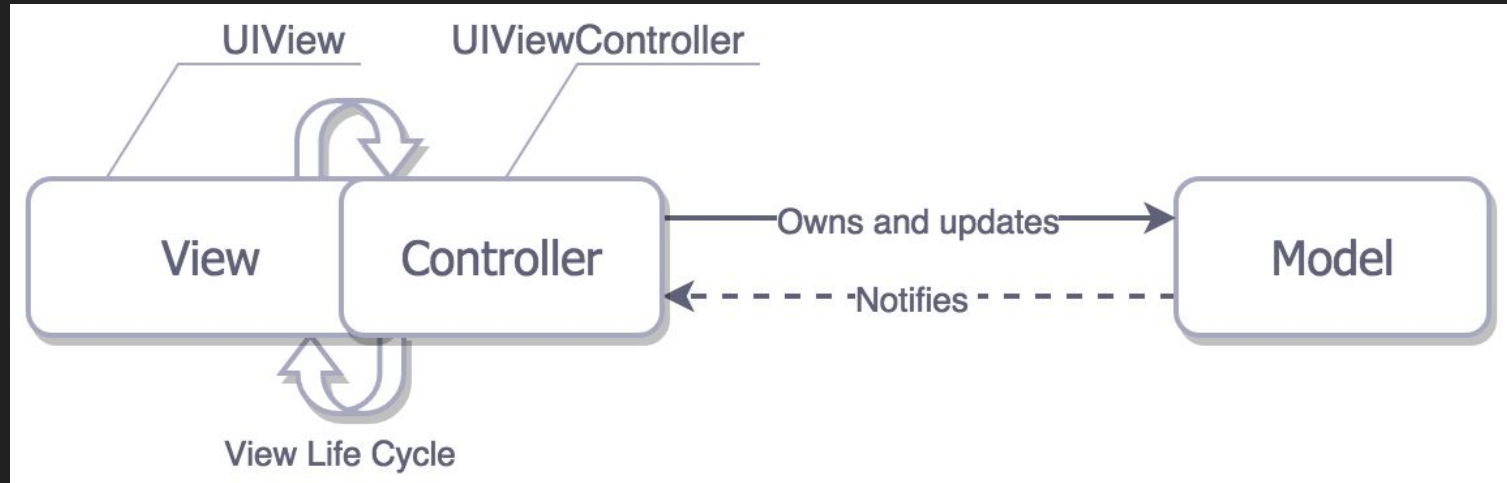 UIView
UIViewController
View
Controller
Owns and updates
Model
Notifies
View Life Cycle